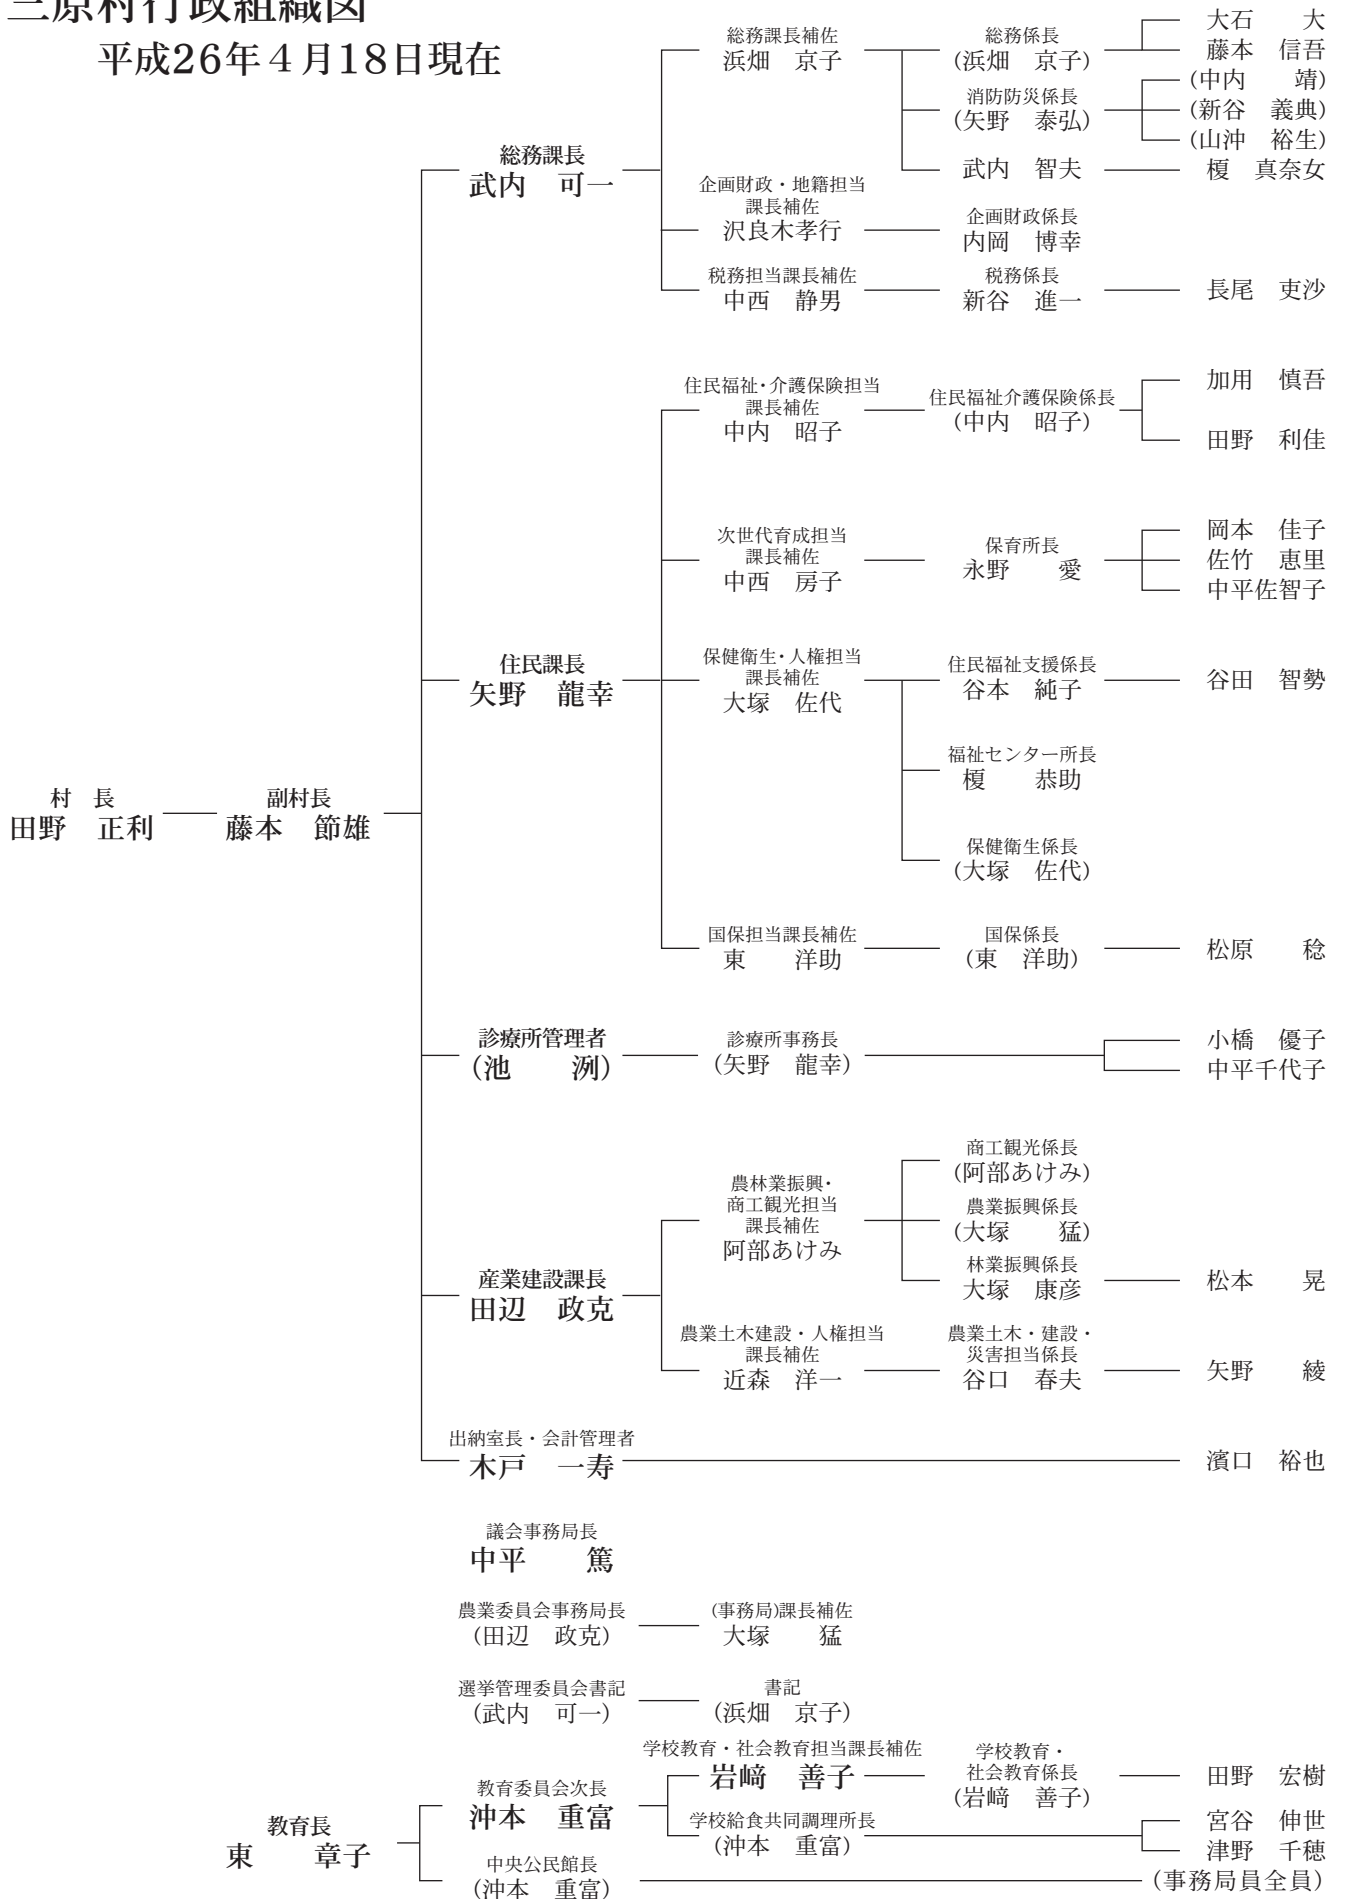 三原村行政組織図
平成26年４月18日現在
村　長
田野　正利
副村長
藤本　節雄
総務課長
武内　可一
総務課長補佐
浜畑　京子
総務係長
(浜畑　京子)
大石　　大
藤本　信吾
消防防災係長
(矢野　泰弘)
(中内　　靖)
(新谷　義典)
(山沖　裕生)
武内　智夫
榎　真奈女
企画財政・地籍担当
課長補佐
沢良木孝行
企画財政係長
内岡　博幸
税務担当課長補佐
中西　静男
税務係長
新谷　進一
長尾　吏沙
住民課長
矢野　龍幸
住民福祉・介護保険担当
課長補佐
中内　昭子
住民福祉介護保険係長
(中内　昭子)
加用　慎吾
田野　利佳
次世代育成担当
課長補佐
中西　房子
保育所長
永野　　愛
岡本　佳子
佐竹　恵里
中平佐智子
保健衛生・人権担当
課長補佐
大塚　佐代
住民福祉支援係長
谷本　純子
谷田　智勢
福祉センター所長
榎　　恭助
保健衛生係長
(大塚　佐代)
国保担当課長補佐
東　　洋助
国保係長
(東　洋助)
松原　　稔
診療所管理者
(池　　洌)
診療所事務長
(矢野　龍幸)
小橋　優子
中平千代子
産業建設課長
田辺　政克
農林業振興・
商工観光担当
課長補佐
阿部あけみ
商工観光係長
(阿部あけみ)
農業振興係長
(大塚　　猛)
林業振興係長
大塚　康彦
松本　　晃
農業土木建設・人権担当
課長補佐
近森　洋一
農業土木・建設・
災害担当係長
谷口　春夫
矢野　　綾
出納室長・会計管理者
木戸　一寿
濱口　裕也
議会事務局長
中平　　篤
農業委員会事務局長
(田辺　政克)
(事務局)課長補佐
大塚　　猛
選挙管理委員会書記
(武内　可一)
書記
(浜畑　京子)
教育長
東　　章子
教育委員会次長
沖本　重富
学校教育・社会教育担当課長補佐
岩﨑　善子
学校教育・
社会教育係長
(岩﨑　善子)
田野　宏樹
学校給食共同調理所長
(沖本　重富)
宮谷　伸世
津野　千穂
中央公民館長
(沖本　重富)
(事務局員全員)